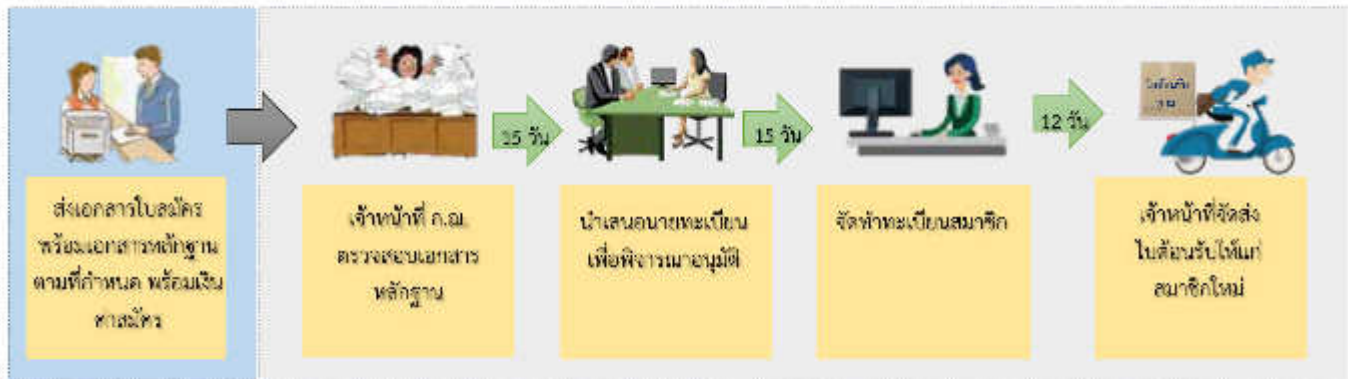 ส่งเอกสารใบสมัคร
พร้อมเอกสารหลักฐาน
ตามที่กำหนด พร้อมเงิน
ค่าสมัคร
เจ้าหน้าที่ ก.ฌ.
ตรวจสอบเอกสาร
หลักฐาน
15 วัน
นำเสนอนายทะเบียน
เพื่อพิจารณาอนุมัติ
15 วัน
จัดทำทะเบียนสมาชิก
12 วัน
เจ้าหน้าที่จัดส่ง
ใบต้อนรับให้แก่
สมาชิกใหม่